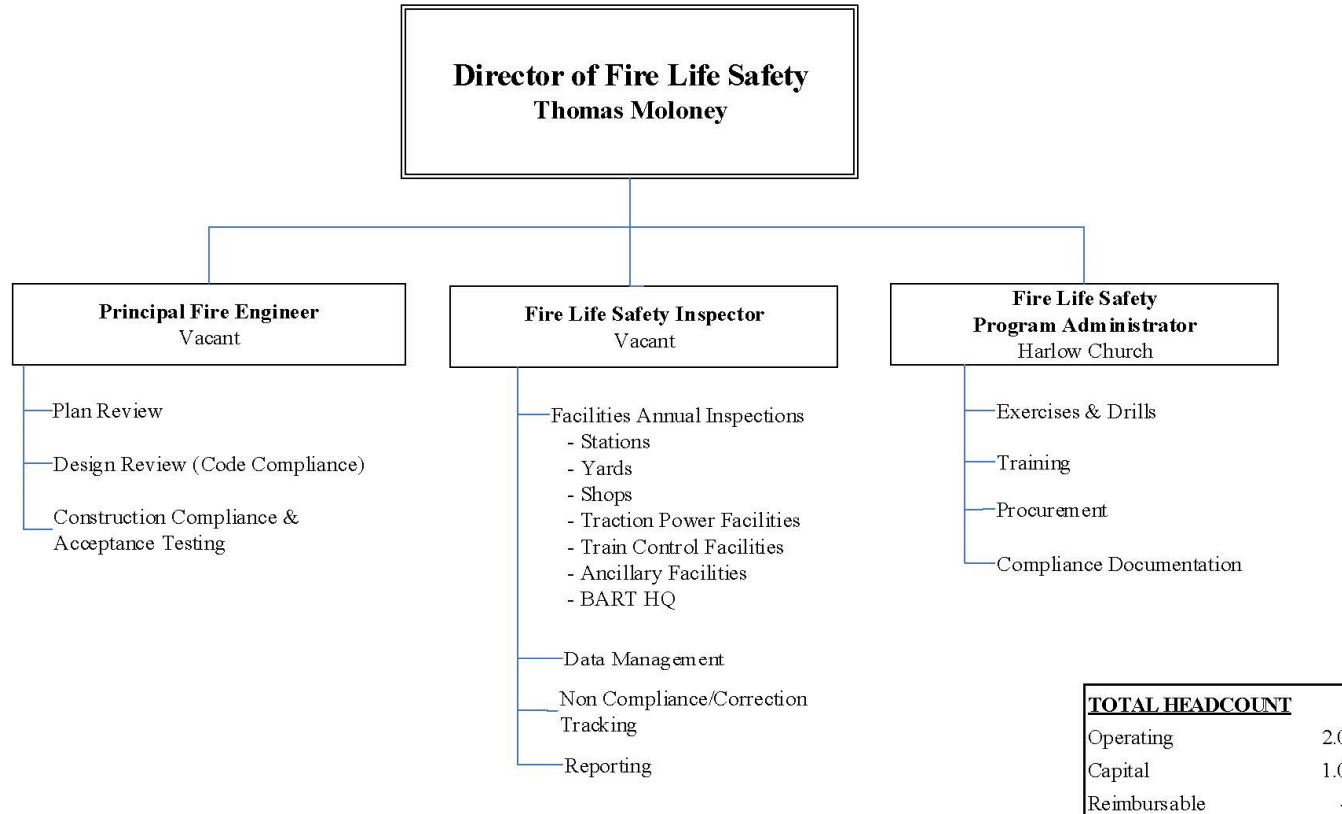 Director of Fire Life Safety
Thomas Moloney
Principal Fire Engineer
Vacant
Plan Review
Design Review (Code Compliance)
Construction Compliance &
Acceptance Testing
Fire Life Safety Inspector
Vacant
Facilities Annual Inspections
- Stations
- Yards
- Shops
- Traction Power Facilities
- Train Control Facilities
- Ancillary Facilities
- BART HQ
Data Management
Non Compliance/Correction
Tracking
Reporting
Fire Life Safety
Program Administrator
Harlow Church
Exercises & Drills
Training
Procurement
Compliance Documentation
TOTAL HEADCOUNT
Operating
Capital
Reimbursable